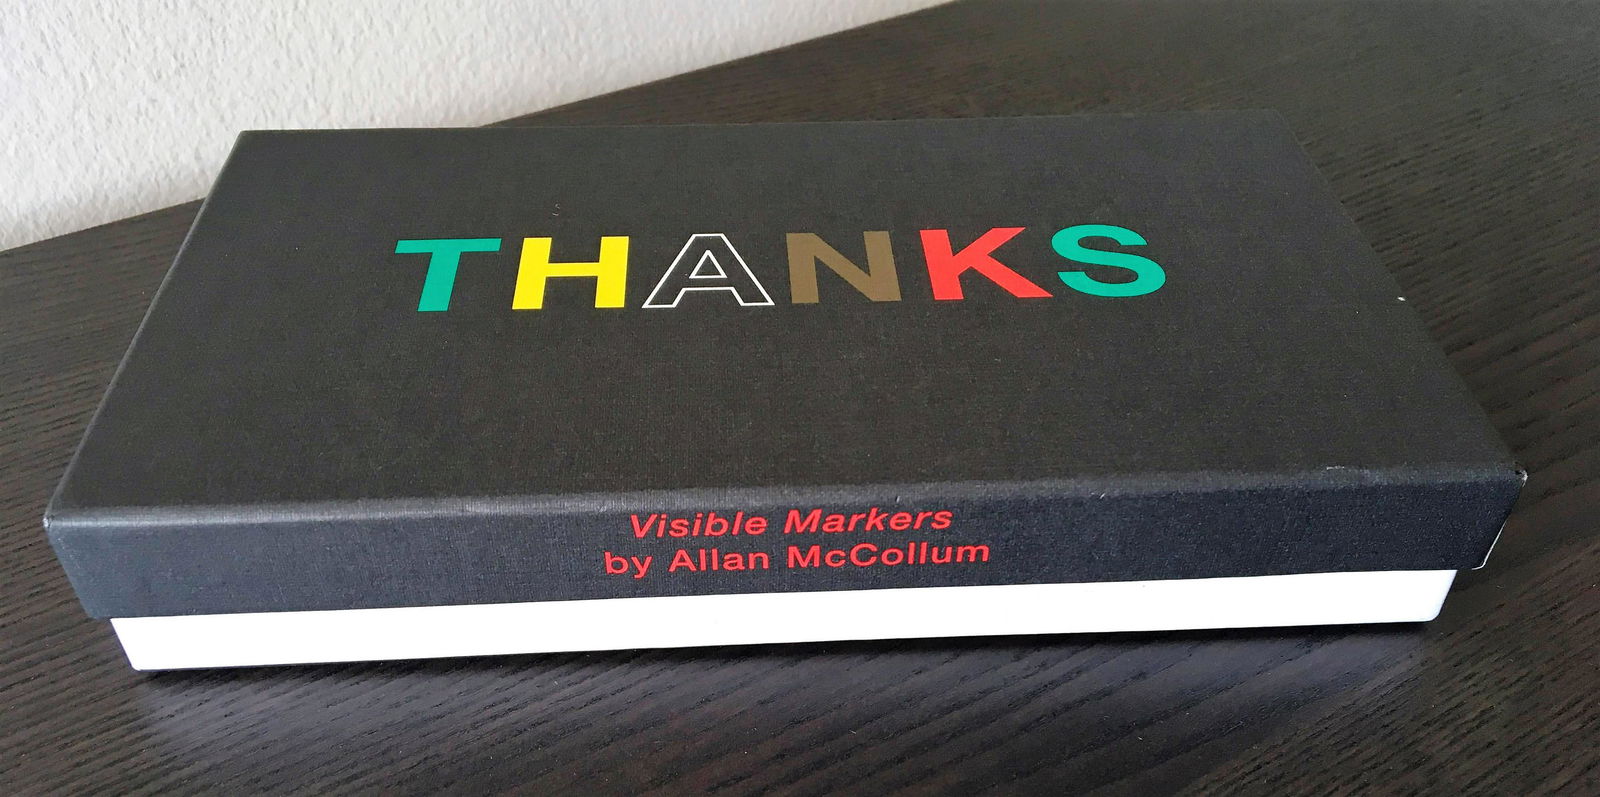 THANKS
Visible Markers
by Allan McCollum